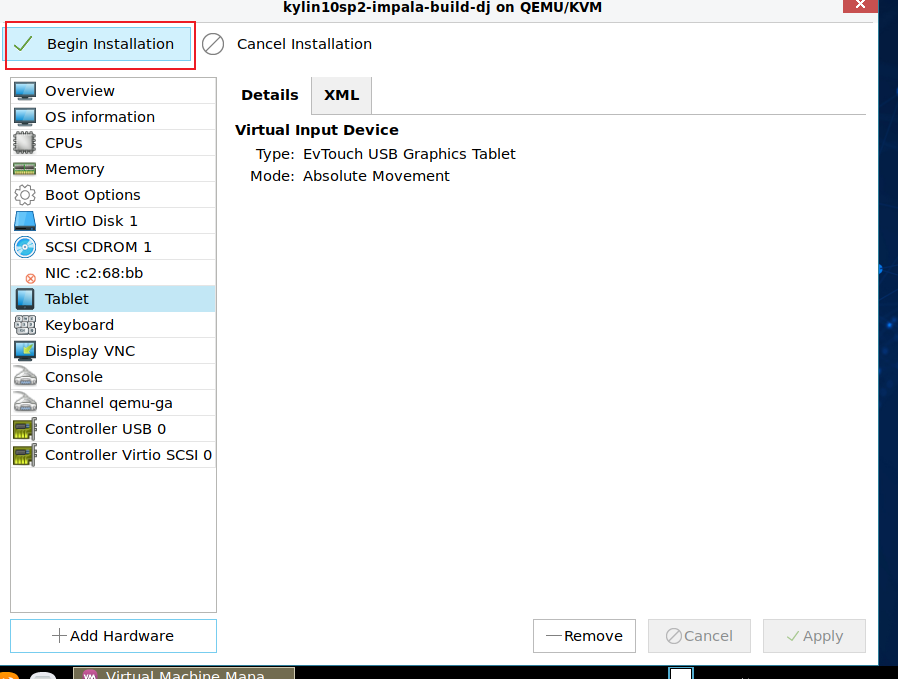 kylin10sp2-impala-build-dj on QEMU/KVM
Begin Installation
Cancel Installation
Overview
OS information
CPUs
Memory
Boot Options
VirtIO Disk 1
SCSI CDROM 1
NIC :c2:68:bb
Tablet
Keyboard
Display VNC
Console
Channel qemu-ga
Controller USB 0
Controller Virtio SCSI 0
Details
XML
Virtual Input Device
Type: EvTouch USB Graphics Tablet
Mode: Absolute Movement
Add Hardware
Remove
Cancel
Apply
Virtual Machine Mana